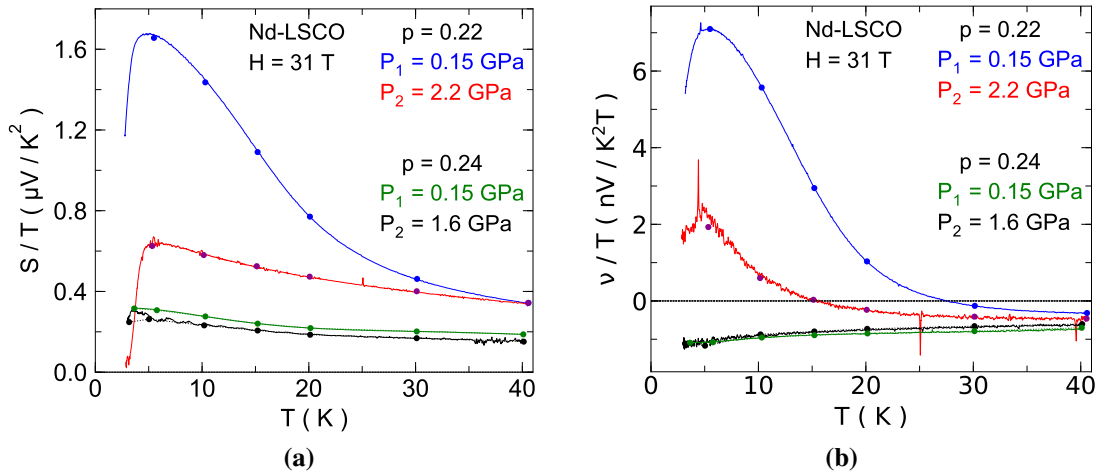 Nd-LSCO
H = 31 T
p = 0.22
P1 = 0.15 GPa
P2 = 2.2 GPa
p = 0.24
P1 = 0.15 GPa
P2 = 1.6 GPa
S / T ( µV / K²)
1.6
1.2
0.8
0.4
0.0
0 10 20 30 40
T ( K )
(a)
Nd-LSCO
H = 31 T
p = 0.22
P1 = 0.15 GPa
P2 = 2.2 GPa
p = 0.24
P1 = 0.15 GPa
P2 = 1.6 GPa
ν / T ( nV / K²T )
6
4
2
0
0 10 20 30 40
T ( K )
(b)